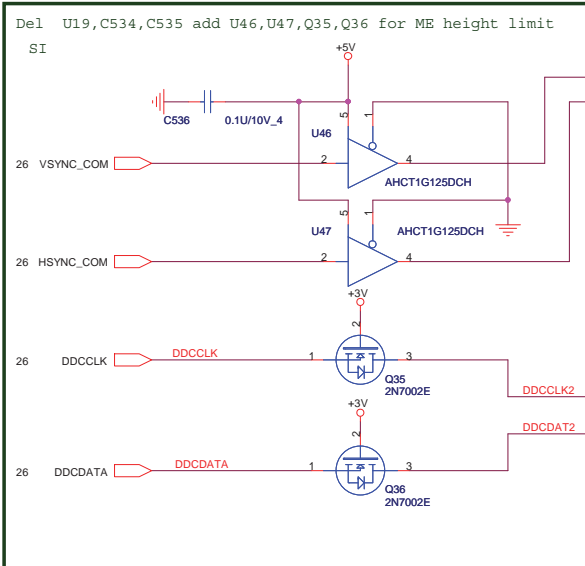 Del U19,C534,C535 add U46,U47,Q35,Q36 for ME height limit
SI
+5V
C536 0.1U/10V_4
5 1
U46
26 VSYNC_COM 2 4
AHCT1G125DCH
5 1
U47 AHCT1G125DCH
26 HSYNC_COM 2 4
+3V
2
26 DDCCLK DDCCLK 1 3
Q35
2N7002E
DDCCLK2
+3V
2
DDCDAT2
26 DDCDATA DDCDATA 1 3
Q36
2N7002E